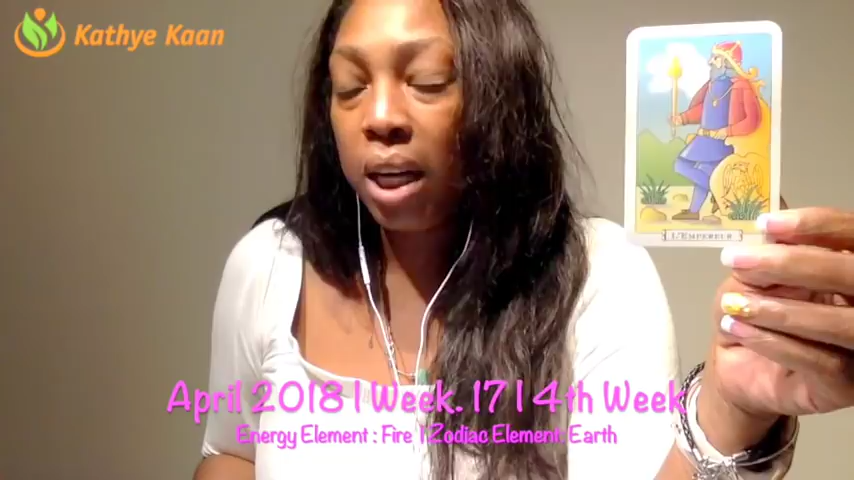 Kathye Kaan
April 2018 | Week. 17 | 4th Week
Energy Element : Fire | Zodiac Element: Earth
L'EMPEREUR